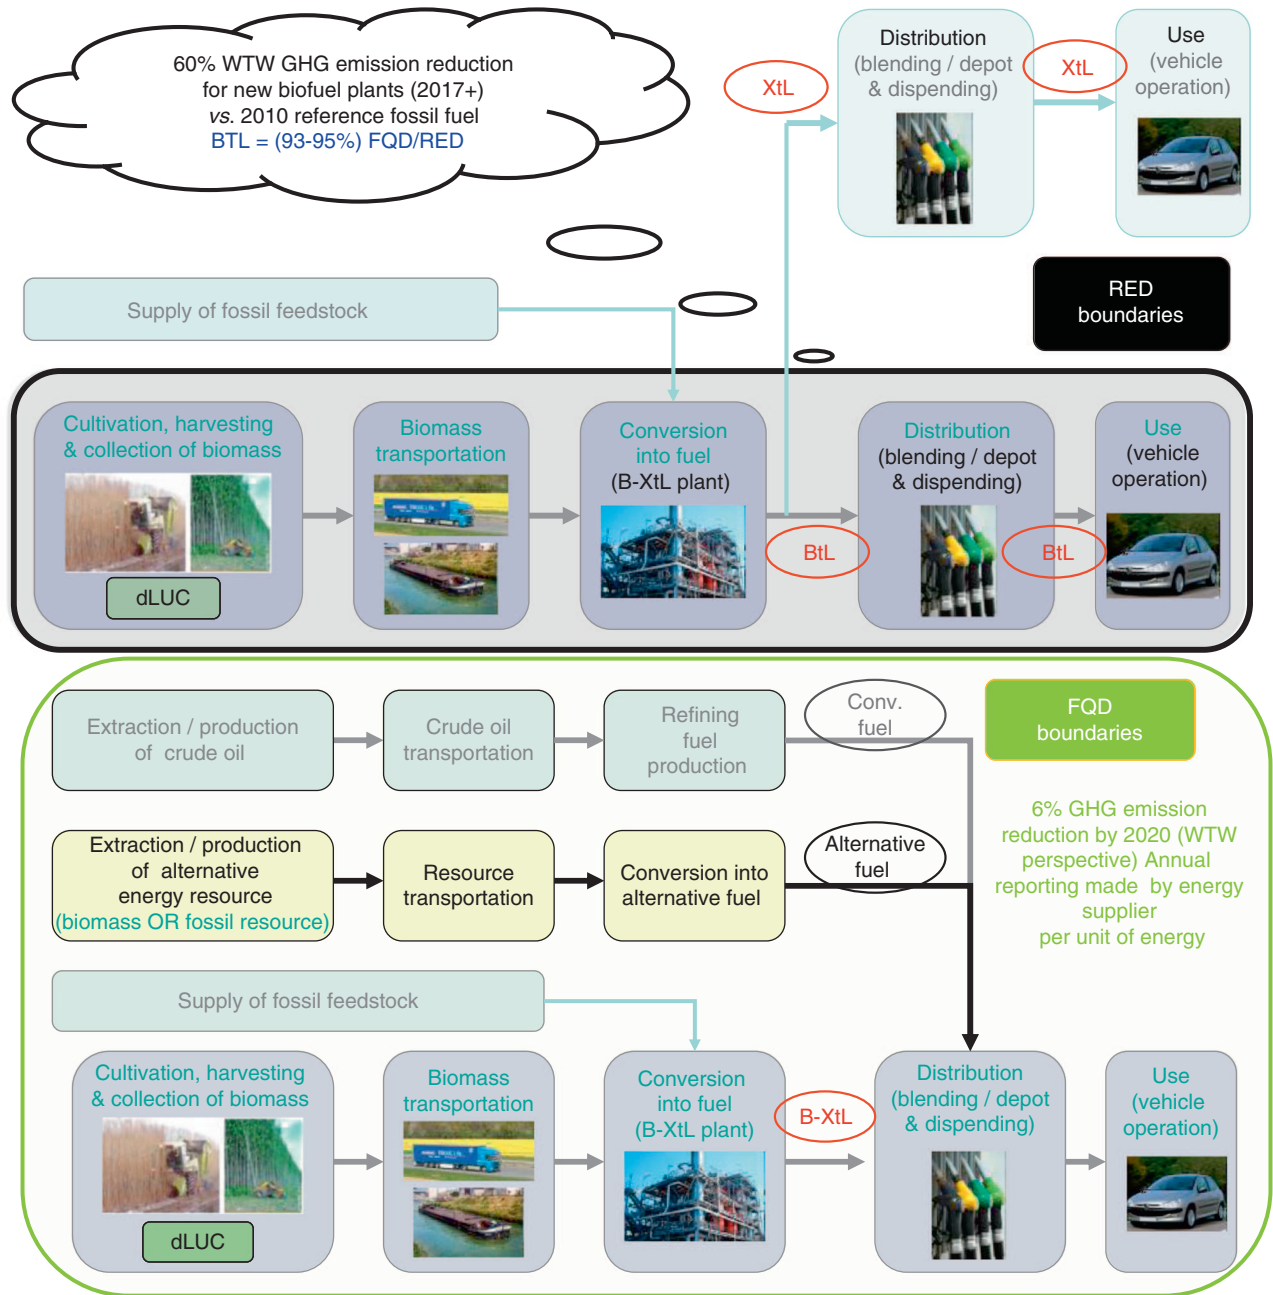 60% WTW GHG emission reduction
for new biofuel plants (2017+)
vs. 2010 reference fossil fuel
BTL = (93-95%) FQD/RED
XtL
Distribution
(blending / depot
& dispending)
XtL
Use
(vehicle
operation)
Supply of fossil feedstock
RED
boundaries
Cultivation, harvesting
& collection of biomass
dLUC
Biomass
transportation
Conversion
into fuel
(B-XtL plant)
BtL
Distribution
(blending / depot
& dispending)
BtL
Use
(vehicle
operation)
Extraction / production
of crude oil
Crude oil
transportation
Refining
fuel
production
Conv.
fuel
FQD
boundaries
Extraction / production
of alternative
energy resource
(biomass OR fossil resource)
Resource
transportation
Conversion into
alternative fuel
Alternative
fuel
6% GHG emission
reduction by 2020 (WTW
perspective) Annual
reporting made by energy
supplier
per unit of energy
Supply of fossil feedstock
Cultivation, harvesting
& collection of biomass
dLUC
Biomass
transportation
Conversion
into fuel
(B-XtL plant)
B-XtL
Distribution
(blending / depot
& dispending)
Use
(vehicle
operation)